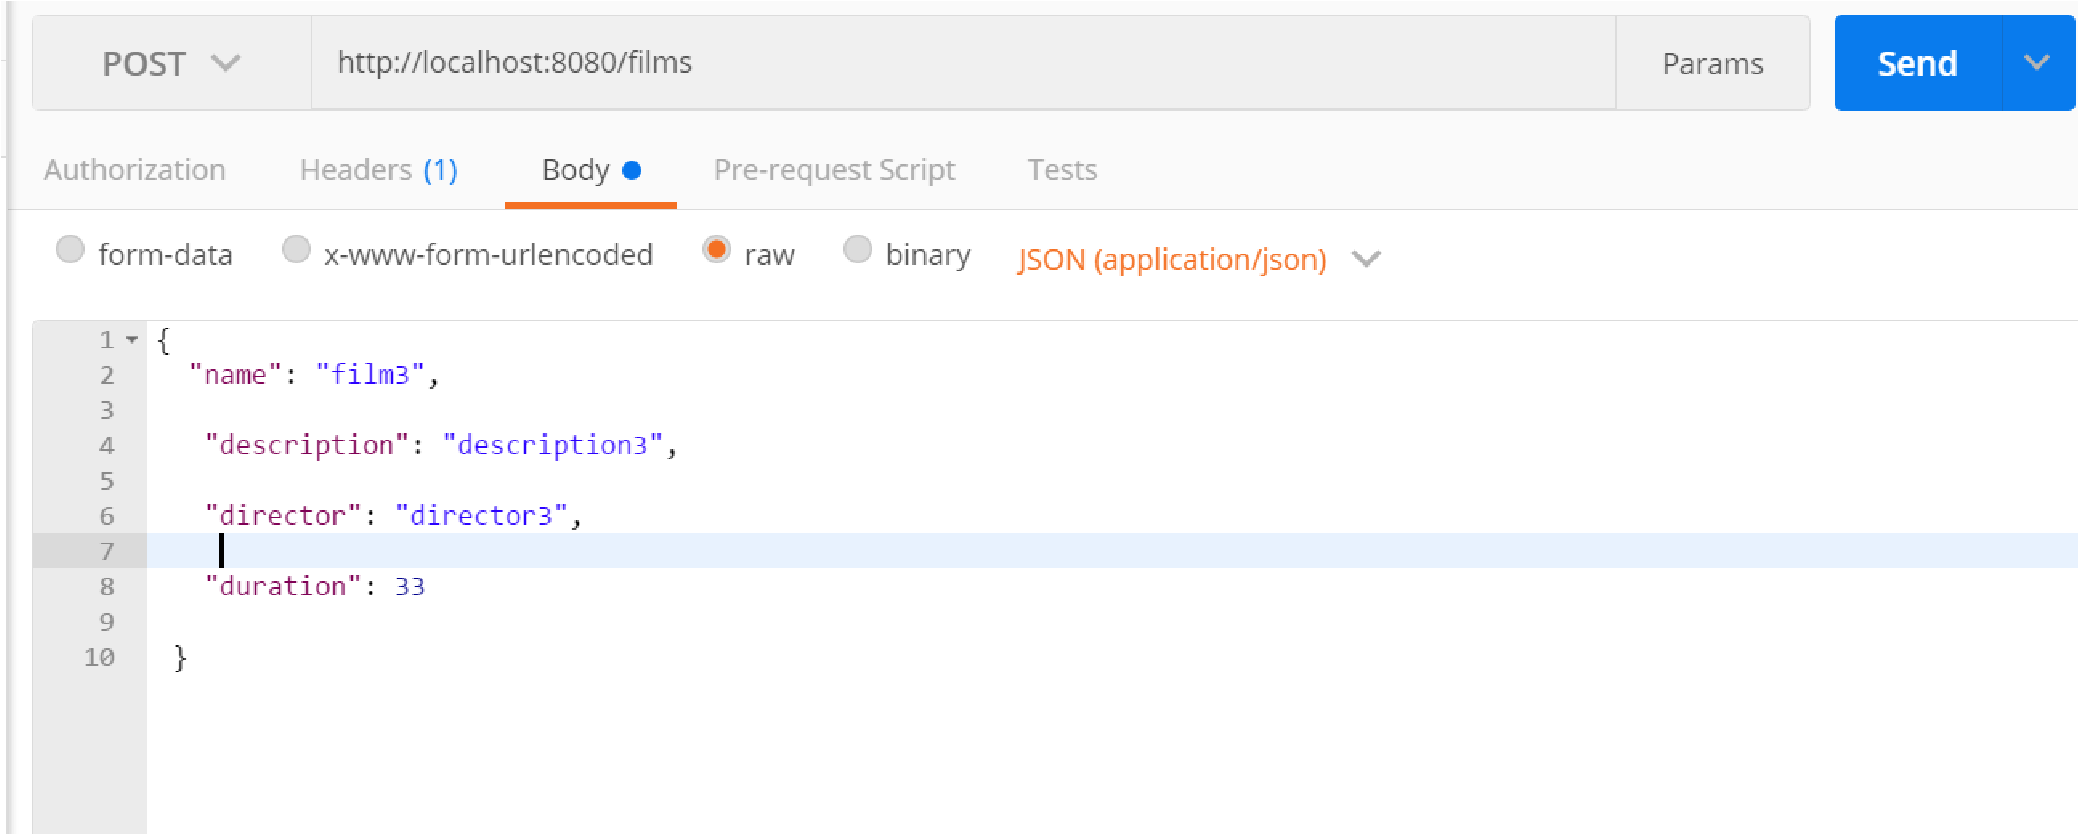 POST http://localhost:8080/films Params Send
Authorization Headers (1) Body Pre-request Script Tests
form-data x-www-form-urlencoded raw binary JSON (application/json)
1 {
2 "name": "film3",
3
4 "description": "description3",
5
6 "director": "director3",
7
8 "duration": 33
9
10 }